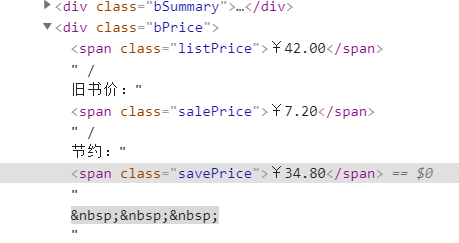 ▶<div class="bSummary">…</div>
▼<div class="bPrice">
<span class="listPrice">￥42.00</span>
" /
旧书价："
<span class="salePrice">￥7.20</span>
" /
节约："
<span class="savePrice">￥34.80</span> == $0
"
&nbsp;&nbsp;&nbsp;
"